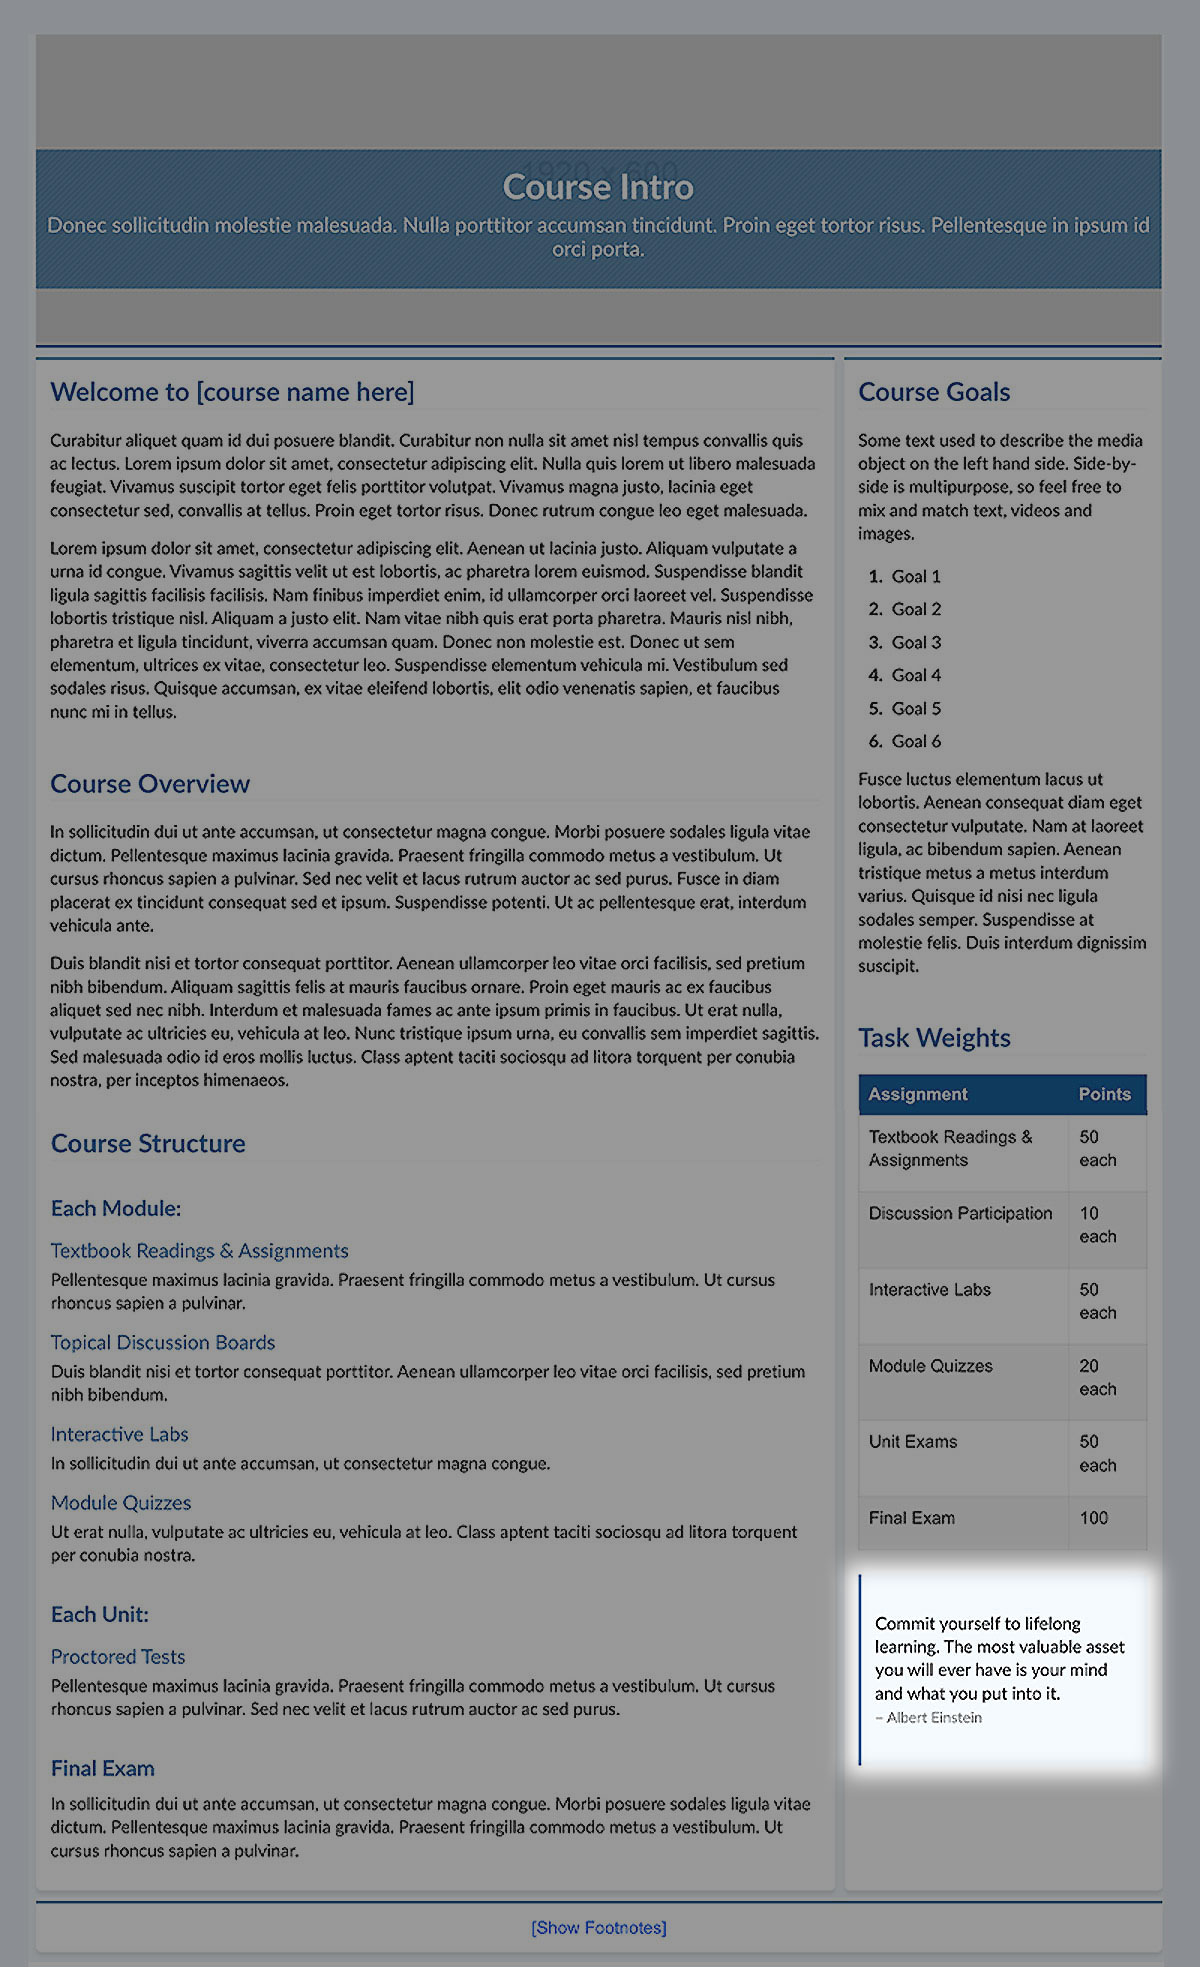 1920 x 600
Course Intro
Donec sollicitudin molestie malesuada. Nulla porttitor accumsan tincidunt. Proin eget tortor risus. Pellentesque in ipsum id
orci porta.
Welcome to [course name here]
Curabitur aliquet quam id dui posuere blandit. Curabitur non nulla sit amet nisl tempus convallis quis
ac lectus. Lorem ipsum dolor sit amet, consectetur adipiscing elit. Nulla quis lorem ut libero malesuada
feugiat. Vivamus suscipit tortor eget felis porttitor volutpat. Vivamus magna justo, lacinia eget
consectetur sed, convallis at tellus. Proin eget tortor risus. Donec rutrum congue leo eget malesuada.
Lorem ipsum dolor sit amet, consectetur adipiscing elit. Aenean ut lacinia justo. Aliquam vulputate a
urna id congue. Vivamus sagittis velit ut est lobortis, ac pharetra lorem euismod. Suspendisse blandit
ligula sagittis facilisis facilisis. Nam finibus imperdiet enim, id ullamcorper orci laoreet vel. Suspendisse
lobortis tristique nisl. Aliquam a justo elit. Nam vitae nibh quis erat porta pharetra. Mauris nisl nibh,
pharetra et ligula tincidunt, viverra accumsan quam. Donec non molestie est. Donec ut sem
elementum, ultrices ex vitae, consectetur leo. Suspendisse elementum vehicula mi. Vestibulum sed
sodales risus. Quisque accumsan, ex vitae eleifend lobortis, elit odio venenatis sapien, et faucibus
nunc mi in tellus.
Course Overview
In sollicitudin dui ut ante accumsan, ut consectetur magna congue. Morbi posuere sodales ligula vitae
dictum. Pellentesque maximus lacinia gravida. Praesent fringilla commodo metus a vestibulum. Ut
cursus rhoncus sapien a pulvinar. Sed nec velit et lacus rutrum auctor ac sed purus. Fusce in diam
placerat ex tincidunt consequat sed et ipsum. Suspendisse potenti. Ut ac pellentesque erat, interdum
vehicula ante.
Duis blandit nisi et tortor consequat porttitor. Aenean ullamcorper leo vitae orci facilisis, sed pretium
nibh bibendum. Aliquam sagittis felis at mauris faucibus ornare. Proin eget mauris ac ex faucibus
aliquet sed nec nibh. Interdum et malesuada fames ac ante ipsum primis in faucibus. Ut erat nulla,
vulputate ac ultricies eu, vehicula at leo. Nunc tristique ipsum urna, eu convallis sem imperdiet sagittis.
Sed malesuada odio id eros mollis luctus. Class aptent taciti sociosqu ad litora torquent per conubia
nostra, per inceptos himenaeos.
Course Structure
Each Module:
Textbook Readings & Assignments
Pellentesque maximus lacinia gravida. Praesent fringilla commodo metus a vestibulum. Ut cursus
rhoncus sapien a pulvinar.
Topical Discussion Boards
Duis blandit nisi et tortor consequat porttitor. Aenean ullamcorper leo vitae orci facilisis, sed pretium
nibh bibendum.
Interactive Labs
In sollicitudin dui ut ante accumsan, ut consectetur magna congue.
Module Quizzes
Ut erat nulla, vulputate ac ultricies eu, vehicula at leo. Class aptent taciti sociosqu ad litora torquent
per conubia nostra.
Each Unit:
Proctored Tests
Pellentesque maximus lacinia gravida. Praesent fringilla commodo metus a vestibulum. Ut cursus
rhoncus sapien a pulvinar. Sed nec velit et lacus rutrum auctor ac sed purus.
Final Exam
In sollicitudin dui ut ante accumsan, ut consectetur magna congue. Morbi posuere sodales ligula vitae
dictum. Pellentesque maximus lacinia gravida. Praesent fringilla commodo metus a vestibulum. Ut
cursus rhoncus sapien a pulvinar.
Course Goals
Some text used to describe the media
object on the left hand side. Side-by-
side is multipurpose, so feel free to
mix and match text, videos and
images.
1. Goal 1
2. Goal 2
3. Goal 3
4. Goal 4
5. Goal 5
6. Goal 6
Fusce luctus elementum lacus ut
lobortis. Aenean consequat diam eget
consectetur vulputate. Nam at laoreet
ligula, ac bibendum sapien. Aenean
tristique metus a metus interdum
varius. Quisque id nisi nec ligula
sodales semper. Suspendisse at
molestie felis. Duis interdum dignissim
suscipit.
Task Weights
Assignment Points
Textbook Readings & 50
Assignments each
Discussion Participation 10
each
Interactive Labs 50
each
Module Quizzes 20
each
Unit Exams 50
each
Final Exam 100
Commit yourself to lifelong
learning. The most valuable asset
you will ever have is your mind
and what you put into it.
– Albert Einstein
[Show Footnotes]